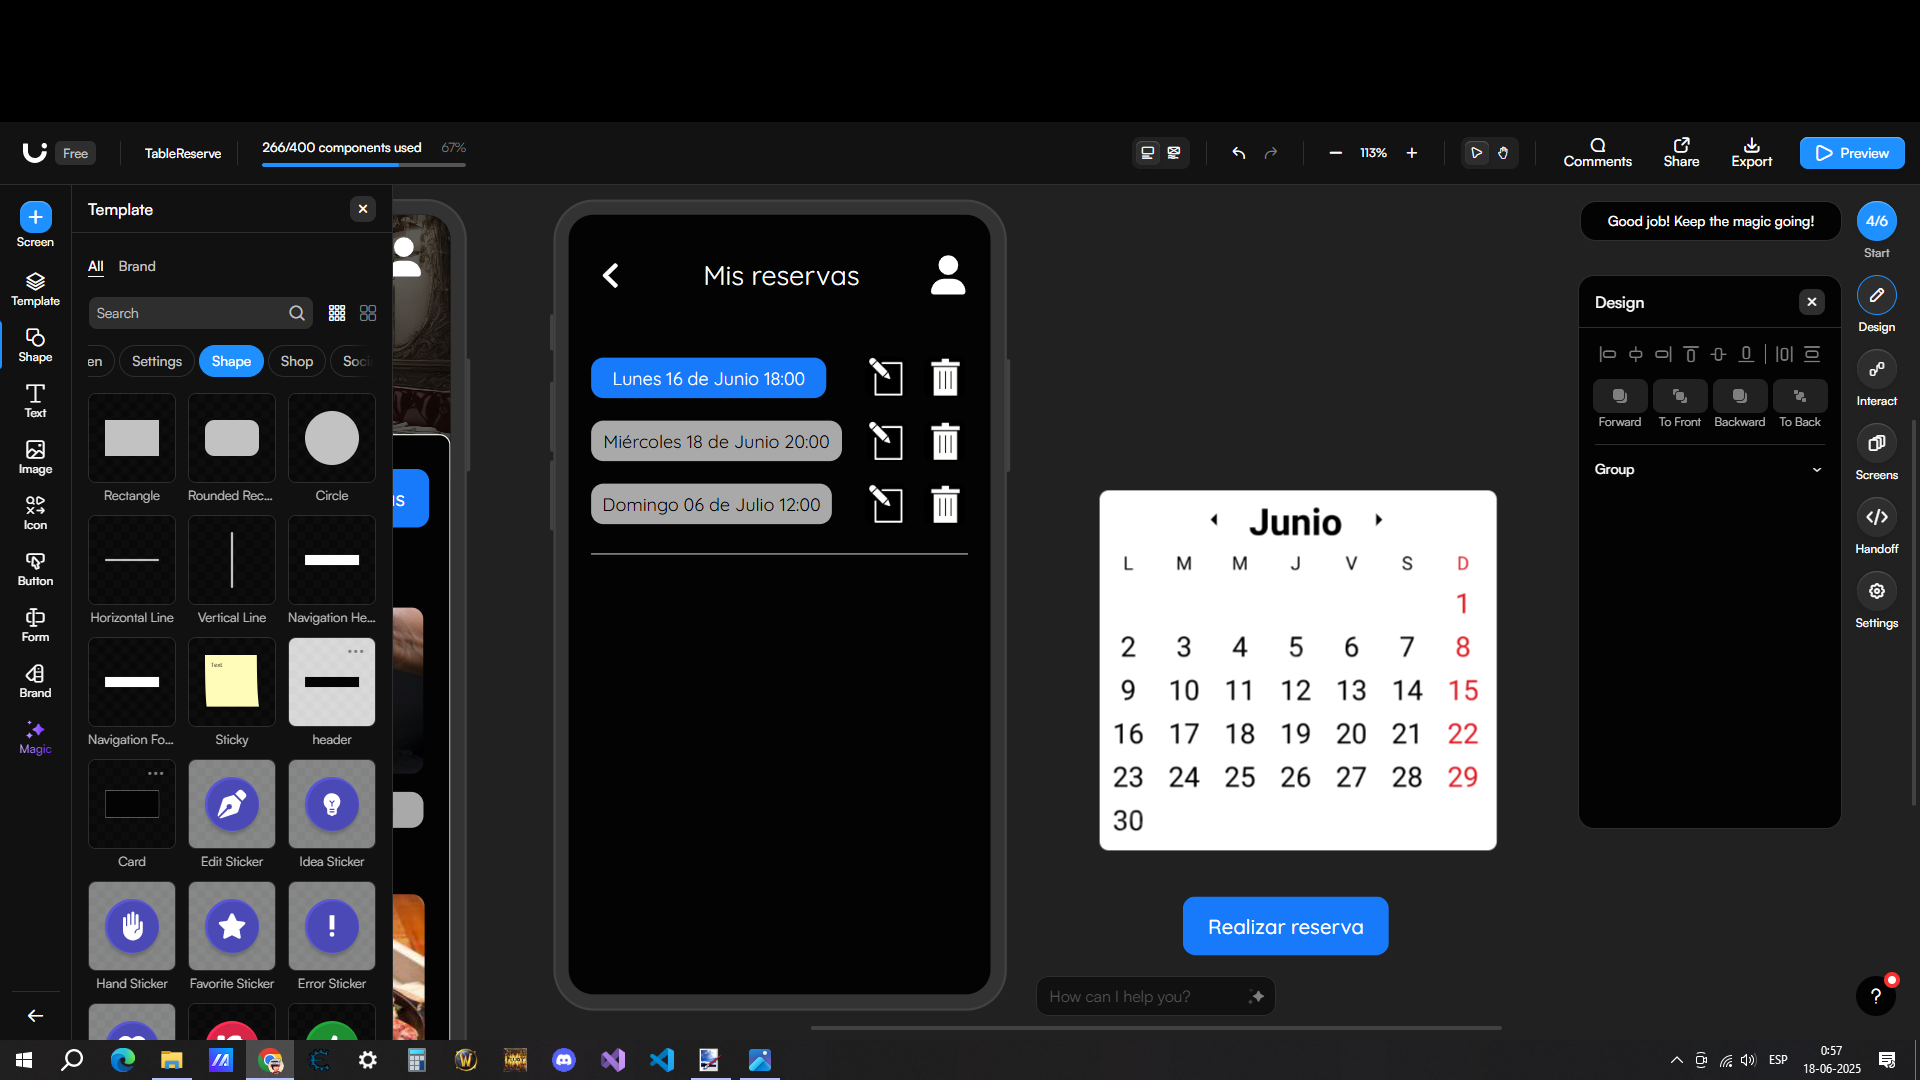 Free
TableReserve
266/400 components used 67%
113%
Comments
Share
Export
Preview
Screen
Template
Shape
Text
Image
Icon
Button
Form
Brand
Magic
Template
All Brand
Search
en Settings Shape Shop Soci
Rectangle Rounded Rec... Circle
Horizontal Line Vertical Line Navigation He...
Text
Navigation Fo... Sticky header
Card Edit Sticker Idea Sticker
Hand Sticker Favorite Sticker Error Sticker
s
Mis reservas
Lunes 16 de Junio 18:00
Miércoles 18 de Junio 20:00
Domingo 06 de Julio 12:00
Junio
L M M J V S D
1
2 3 4 5 6 7 8
9 10 11 12 13 14 15
16 17 18 19 20 21 22
23 24 25 26 27 28 29
30
Realizar reserva
How can I help you?
Good job! Keep the magic going!
4/6
Start
Design
Interact
Screens
Handoff
Settings
Design
Forward To Front Backward To Back
Group
?
ESP
0:57
18-06-2025